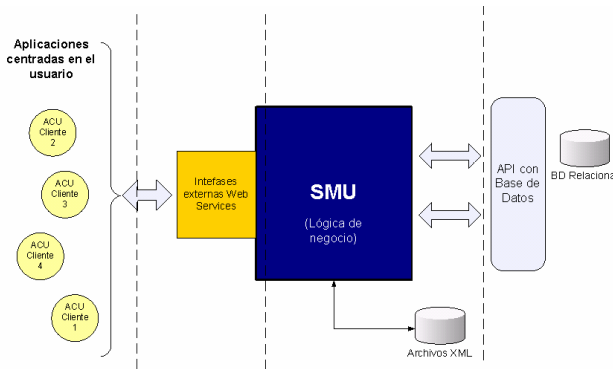 Aplicaciones
centradas en el
usuario
ACU
Cliente
2
ACU
Cliente
3
ACU
Cliente
4
ACU
Cliente
1
Intefases
externas Web
Services
SMU
(Lógica de
negocio)
API con
Base de
Datos
BD Relaciona
Archivos XML